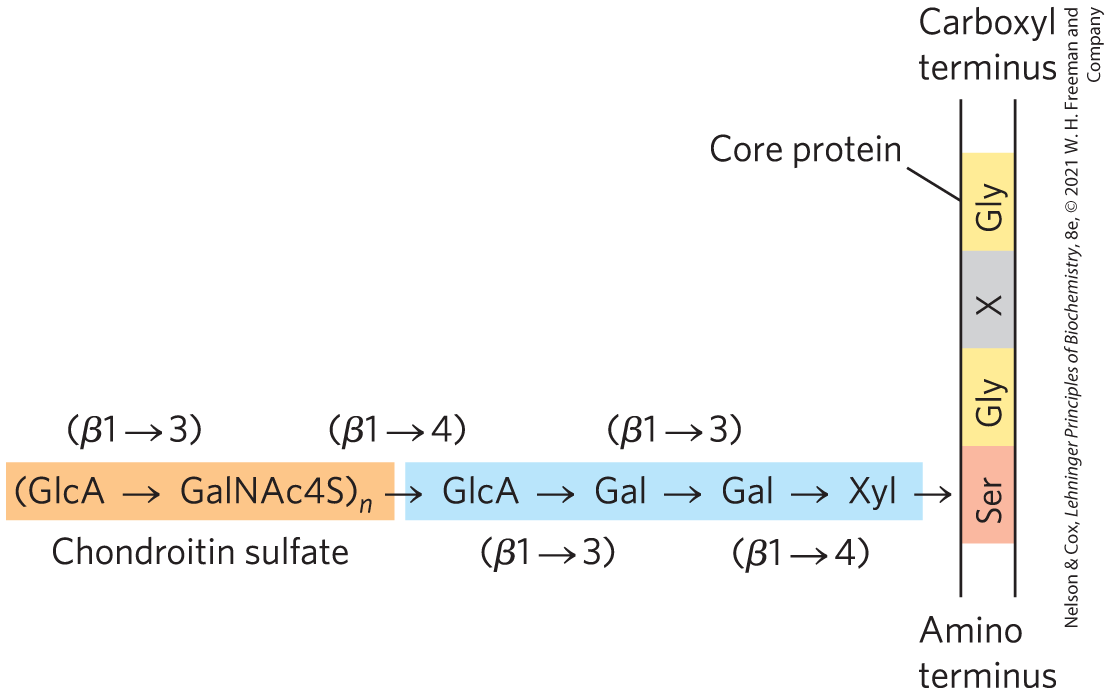 Carboxyl
terminus
Core protein
Gly
X
Gly
Ser
(β1→3) (β1→4) (β1→3)
(GlcA → GalNAc4S)n → GlcA → Gal → Gal → Xyl →
Chondroitin sulfate (β1→3) (β1→4)
Amino
terminus
Nelson & Cox, Lehninger Principles of Biochemistry, 8e, © 2021 W. H. Freeman and
Company